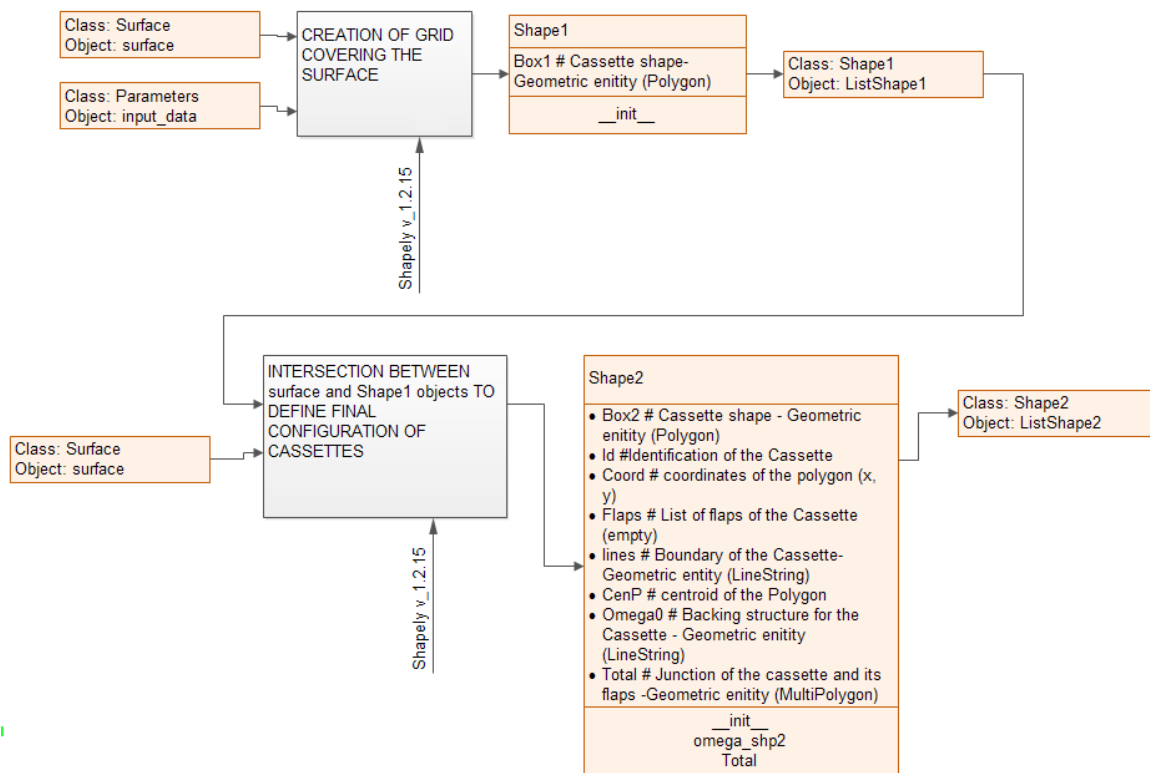 Class: Surface
Object: surface
Class: Parameters
Object: input_data
CREATION OF GRID
COVERING THE
SURFACE
Shapely v_1.2.15
Shape1
Box1 # Cassette shape-
Geometric enitity (Polygon)
__init__
Class: Shape1
Object: ListShape1
Class: Surface
Object: surface
INTERSECTION BETWEEN
surface and Shape1 objects TO
DEFINE FINAL
CONFIGURATION OF
CASSETTES
Shapely v_1.2.15
Shape2
• Box2 # Cassette shape - Geometric
enitity (Polygon)
• Id #Identification of the Cassette
• Coord # coordinates of the polygon (x,
y)
• Flaps # List of flaps of the Cassette
(empty)
• lines # Boundary of the Cassette-
Geometric entity (LineString)
• CenP # centroid of the Polygon
• Omega0 # Backing structure for the
Cassette - Geometric enitity
(LineString)
• Total # Junction of the cassette and its
flaps -Geometric enitity (MultiPolygon)
__init__
omega_shp2
Total
Class: Shape2
Object: ListShape2